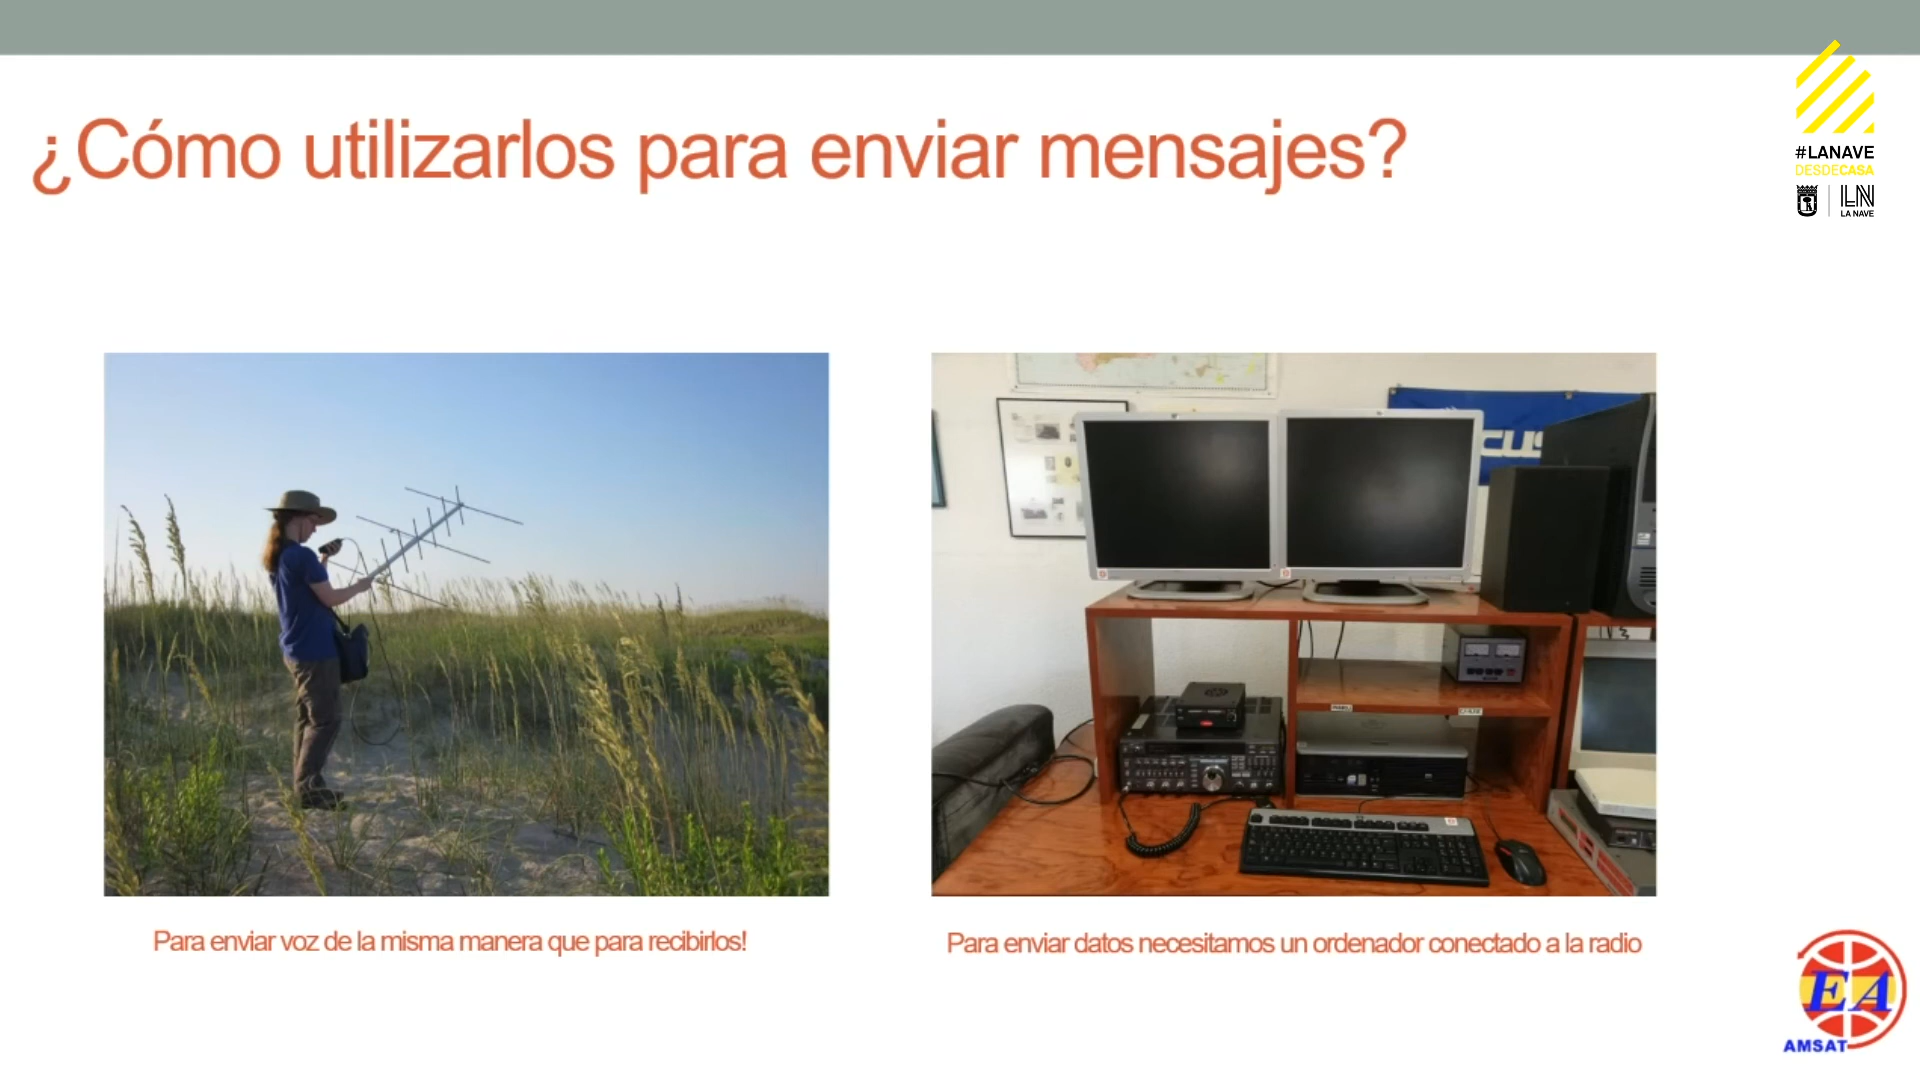 ¿Cómo utilizarlos para enviar mensajes?
#LANAVE
DESDECASA
LN
LA NAVE
CUS
Para enviar voz de la misma manera que para recibirlos!
Para enviar datos necesitamos un ordenador conectado a la radio
EA
AMSAT